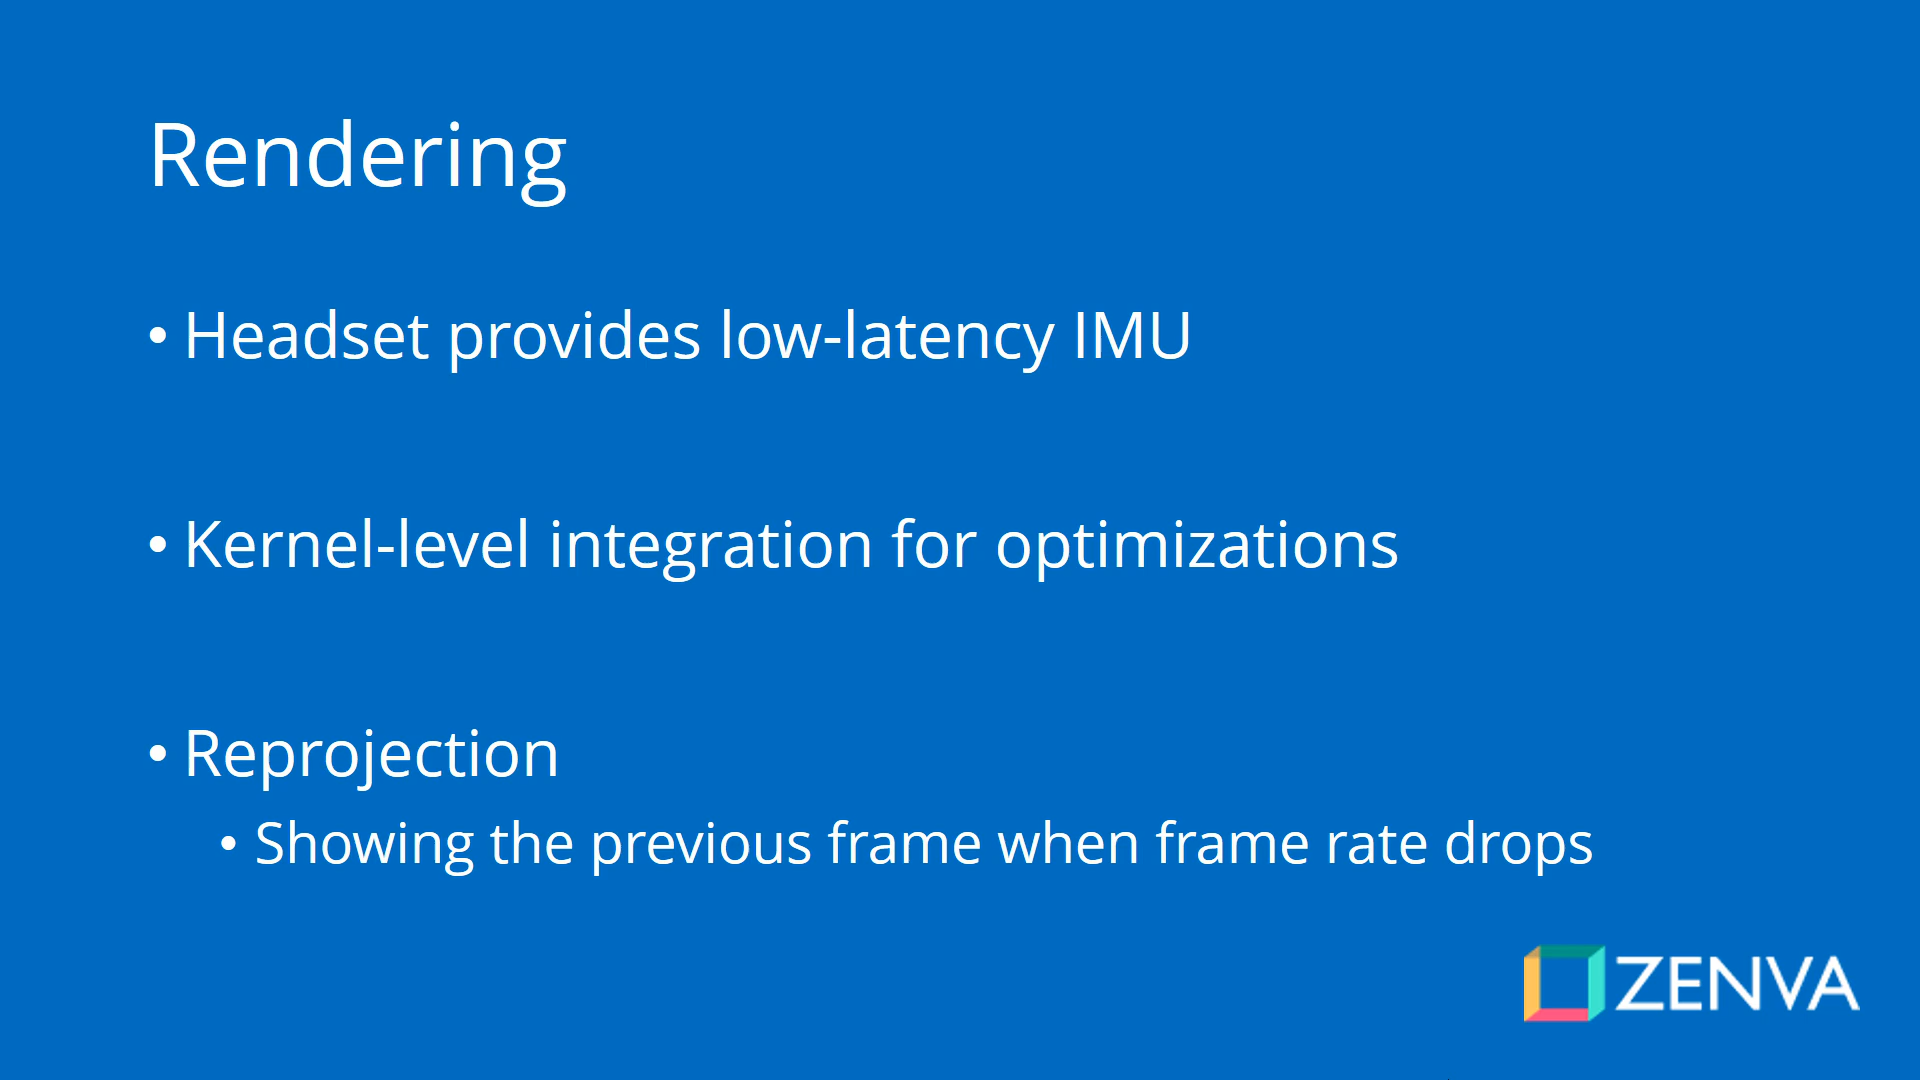 Rendering
• Headset provides low-latency IMU
• Kernel-level integration for optimizations
• Reprojection
• Showing the previous frame when frame rate drops
ZENVA